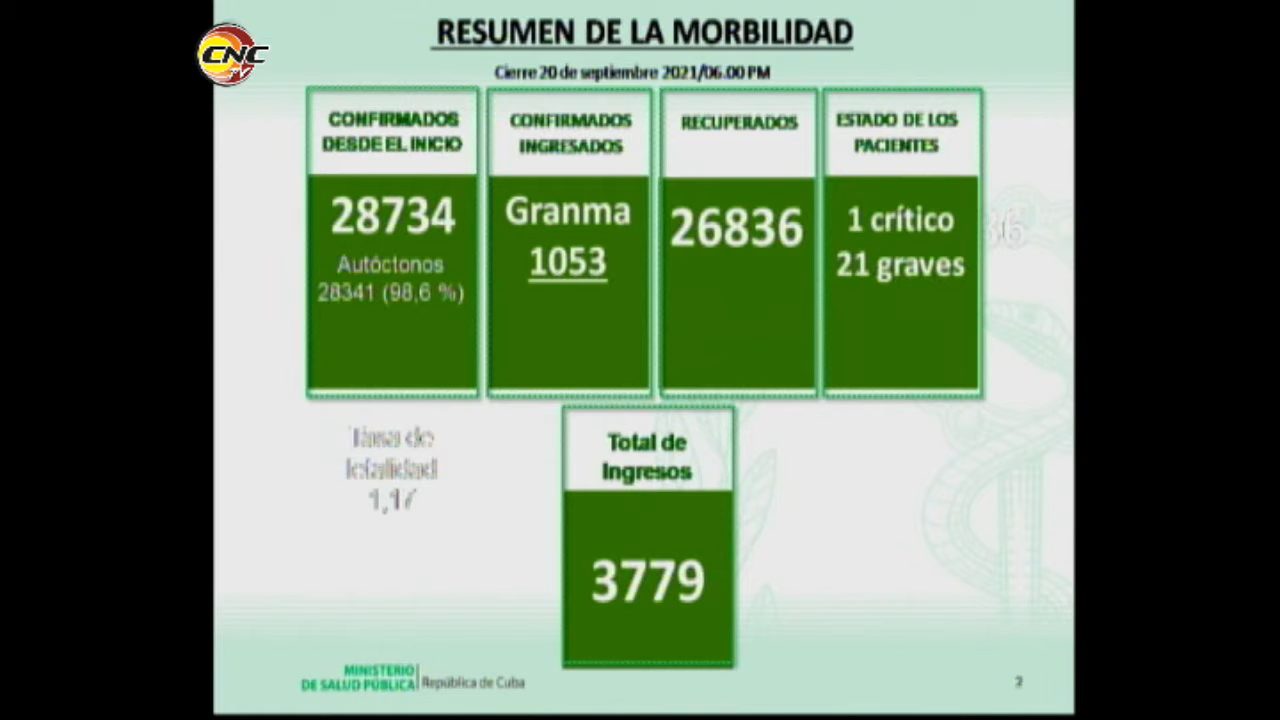 CNC
TV
RESUMEN DE LA MORBILIDAD
Cierre 20 de septiembre 2021/06.00 PM
CONFIRMADOS
DESDE EL INICIO
28734
Autóctonos
28341 (98,6 %)
CONFIRMADOS
INGRESADOS
Granma
1053
RECUPERADOS
26836
ESTADO DE LOS
PACIENTES
1 crítico
21 graves
36
Tasa de
letalidad
1,17
Total de
Ingresos
3779
MINISTERIO
DE SALUD PÚBLICA
República de Cuba
2